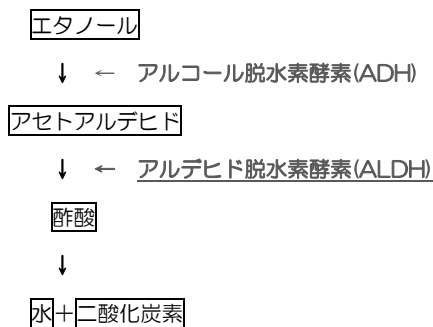 エタノール
↓ ← アルコール脱水素酵素(ADH)
アセトアルデヒド
↓ ← アルデヒド脱水素酵素(ALDH)
酢酸
↓
水＋二酸化炭素